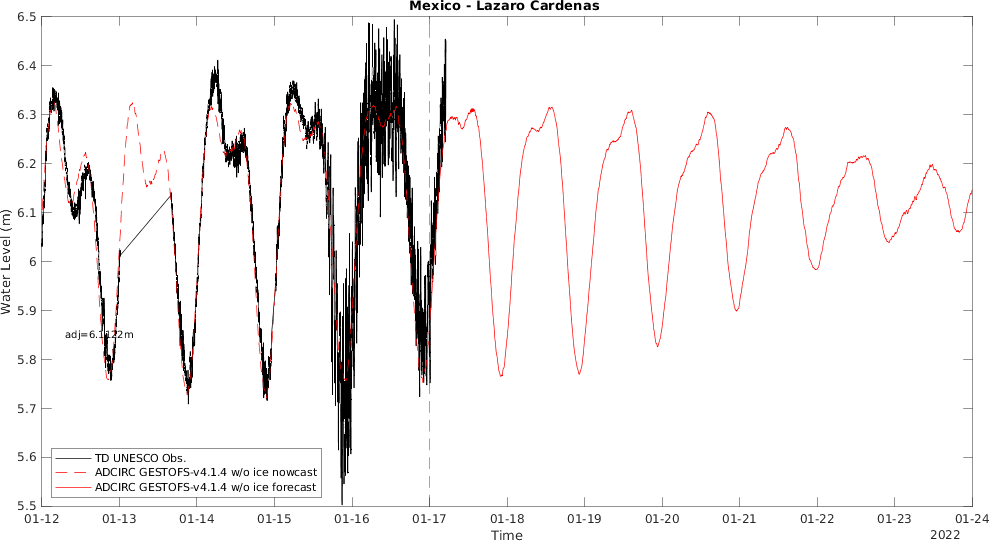 Mexico - Lazaro Cardenas
Water Level (m)
6.5
6.4
6.3
6.2
6.1
6
5.9
5.8
5.7
5.6
5.5
adj=6.1122m
TD UNESCO Obs.
ADCIRC GESTOFS-v4.1.4 w/o ice nowcast
ADCIRC GESTOFS-v4.1.4 w/o ice forecast
01-12 01-13 01-14 01-15 01-16 01-17 01-18 01-19 01-20 01-21 01-22 01-23 01-24
Time
2022